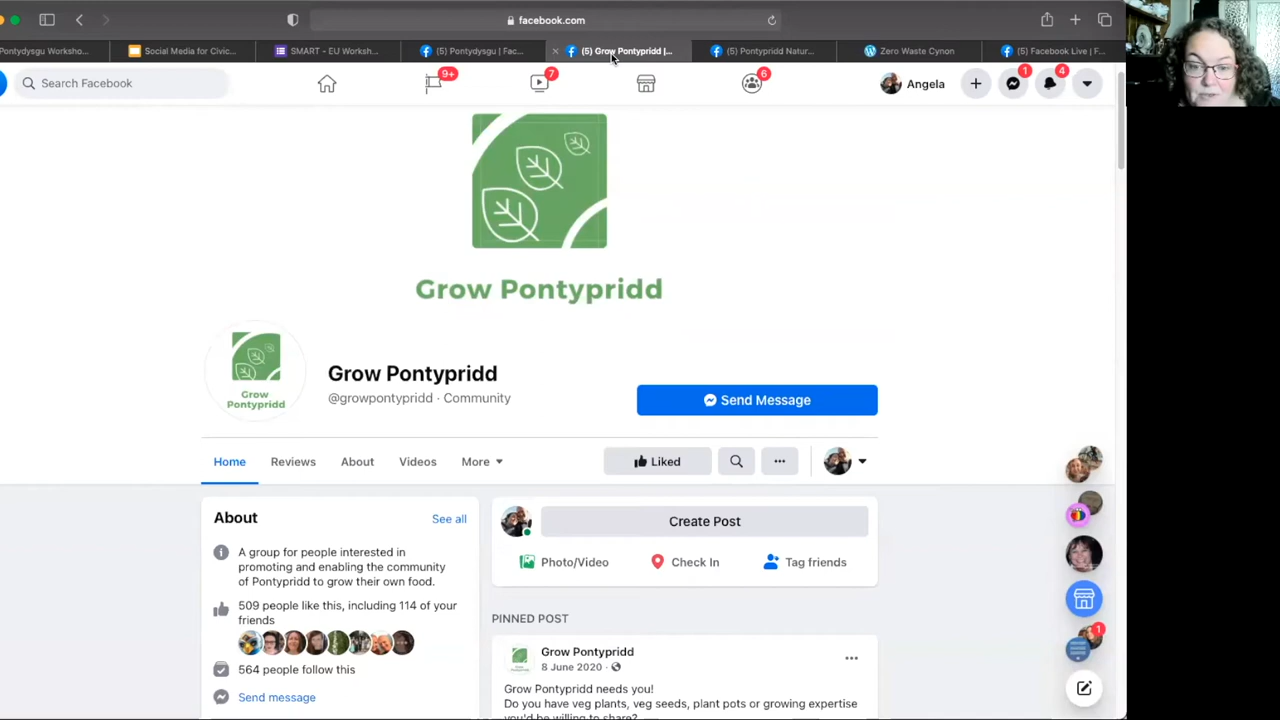 facebook.com
Pontydysgu Worksho...
Social Media for Civic...
SMART - EU Worksh...
(5) Pontydysgu | Fac...
(5) Grow Pontypridd |...
(5) Pontypridd Natur...
Zero Waste Cynon
(5) Facebook Live | F...
Search Facebook
9+
7
6
Angela
1
4
Grow Pontypridd
Grow
Pontypridd
Grow Pontypridd
@growpontypridd · Community
Send Message
Home
Reviews
About
Videos
More
Liked
About
See all
A group for people interested in
promoting and enabling the community
of Pontypridd to grow their own food.
509 people like this, including 114 of your
friends
564 people follow this
Send message
Create Post
Photo/Video
Check In
Tag friends
PINNED POST
Grow Pontypridd
8 June 2020 ·
Grow Pontypridd needs you!
Do you have veg plants, veg seeds, plant pots or growing expertise
you'd be willing to share?
1